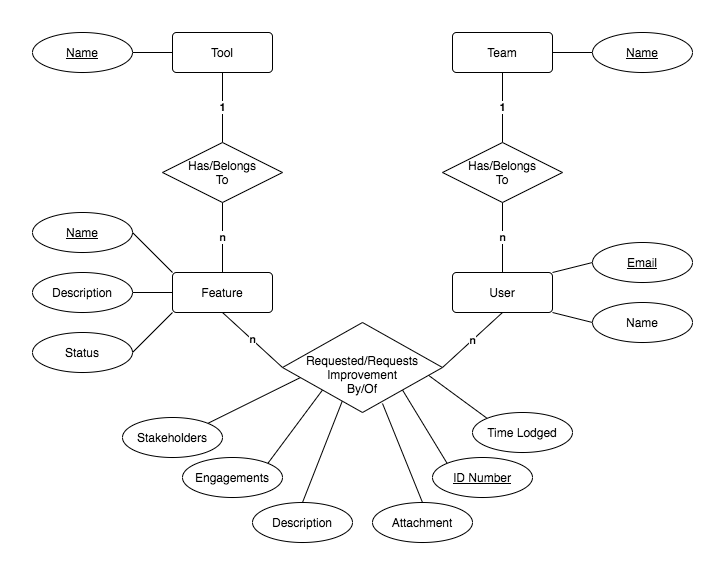 Name
Tool
Team
Name
1
1
Has/Belongs
To
Has/Belongs
To
n
n
Name
Description
Status
Feature
User
Email
Name
n
n
Requested/Requests
Improvement
By/Of
Stakeholders
Engagements
Description
Attachment
ID Number
Time Lodged